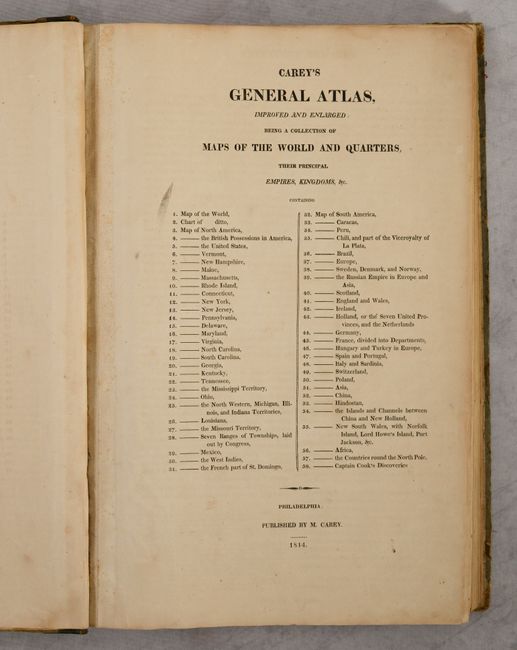 CAREY'S
GENERAL ATLAS,
IMPROVED AND ENLARGED:
BEING A COLLECTION OF
MAPS OF THE WORLD AND QUARTERS,
THEIR PRINCIPAL
EMPIRES, KINGDOMS, &c.
CONTAINING
1. Map of the World,
2. Chart of ditto,
3. Map of North America,
4. —— the British Possessions in America,
5. —— the United States,
6. —— Vermont,
7. —— New Hampshire,
8. —— Maine,
9. —— Massachusetts,
10. —— Rhode Island,
11. —— Connecticut,
12. —— New York,
13. —— New Jersey,
14. —— Pennsylvania,
15. —— Delaware,
16. —— Maryland,
17. —— Virginia,
18. —— North Carolina,
19. —— South Carolina,
20. —— Georgia,
21. —— Kentucky,
22. —— Tennessee,
23. —— the Mississippi Territory,
24. —— Ohio,
25. —— the North Western, Michigan, Illi-
nois, and Indiana Territories,
26. —— Louisiana,
27. —— the Missouri Territory,
28. —— Seven Ranges of Townships, laid
out by Congress,
29. —— Mexico,
30. —— the West Indies,
31. —— the French part of St. Domingo,
32. Map of South America,
33. —— Caracas,
34. —— Peru,
35. —— Chili, and part of the Viceroyalty of
La Plata,
36. —— Brazil,
37. —— Europe,
38. —— Sweden, Denmark, and Norway,
39. —— the Russian Empire in Europe and
Asia,
40. —— Scotland,
41. —— England and Wales,
42. —— Ireland,
43. —— Holland, or the Seven United Pro-
vinces, and the Netherlands
44. —— Germany,
45. —— France, divided into Departments,
46. —— Hungary and Turkey in Europe,
47. —— Spain and Portugal,
48. —— Italy and Sardinia,
49. —— Switzerland,
50. —— Poland,
51. —— Asia,
52. —— China,
53. —— Hindostan,
54. —— the Islands and Channels between
China and New Holland,
55. —— New South Wales, with Norfolk
Island, Lord Howe's Island, Port
Jackson, &c.
56. —— Africa,
57. —— the Countries round the North Pole,
58. —— Captain Cook's Discoveries
PHILADELPHIA:
PUBLISHED BY M. CAREY.
1814.